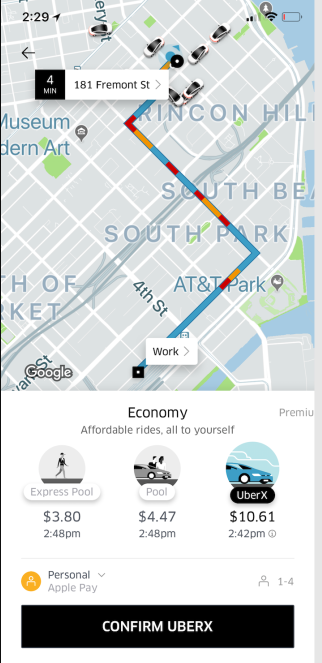 2:29
ery St
4
MIN
181 Fremont St
RINCON HIL
Museum
dern Art
SOUTH BEA
SOUTH PARK
TH OF
RKET
AT&T Park
4th St
Work
Google
Economy
Premiu
Affordable rides, all to yourself
Express Pool
Pool
UberX
$3.80
$4.47
$10.61
2:48pm
2:48pm
2:42pm
Personal
Apple Pay
1-4
CONFIRM UBERX